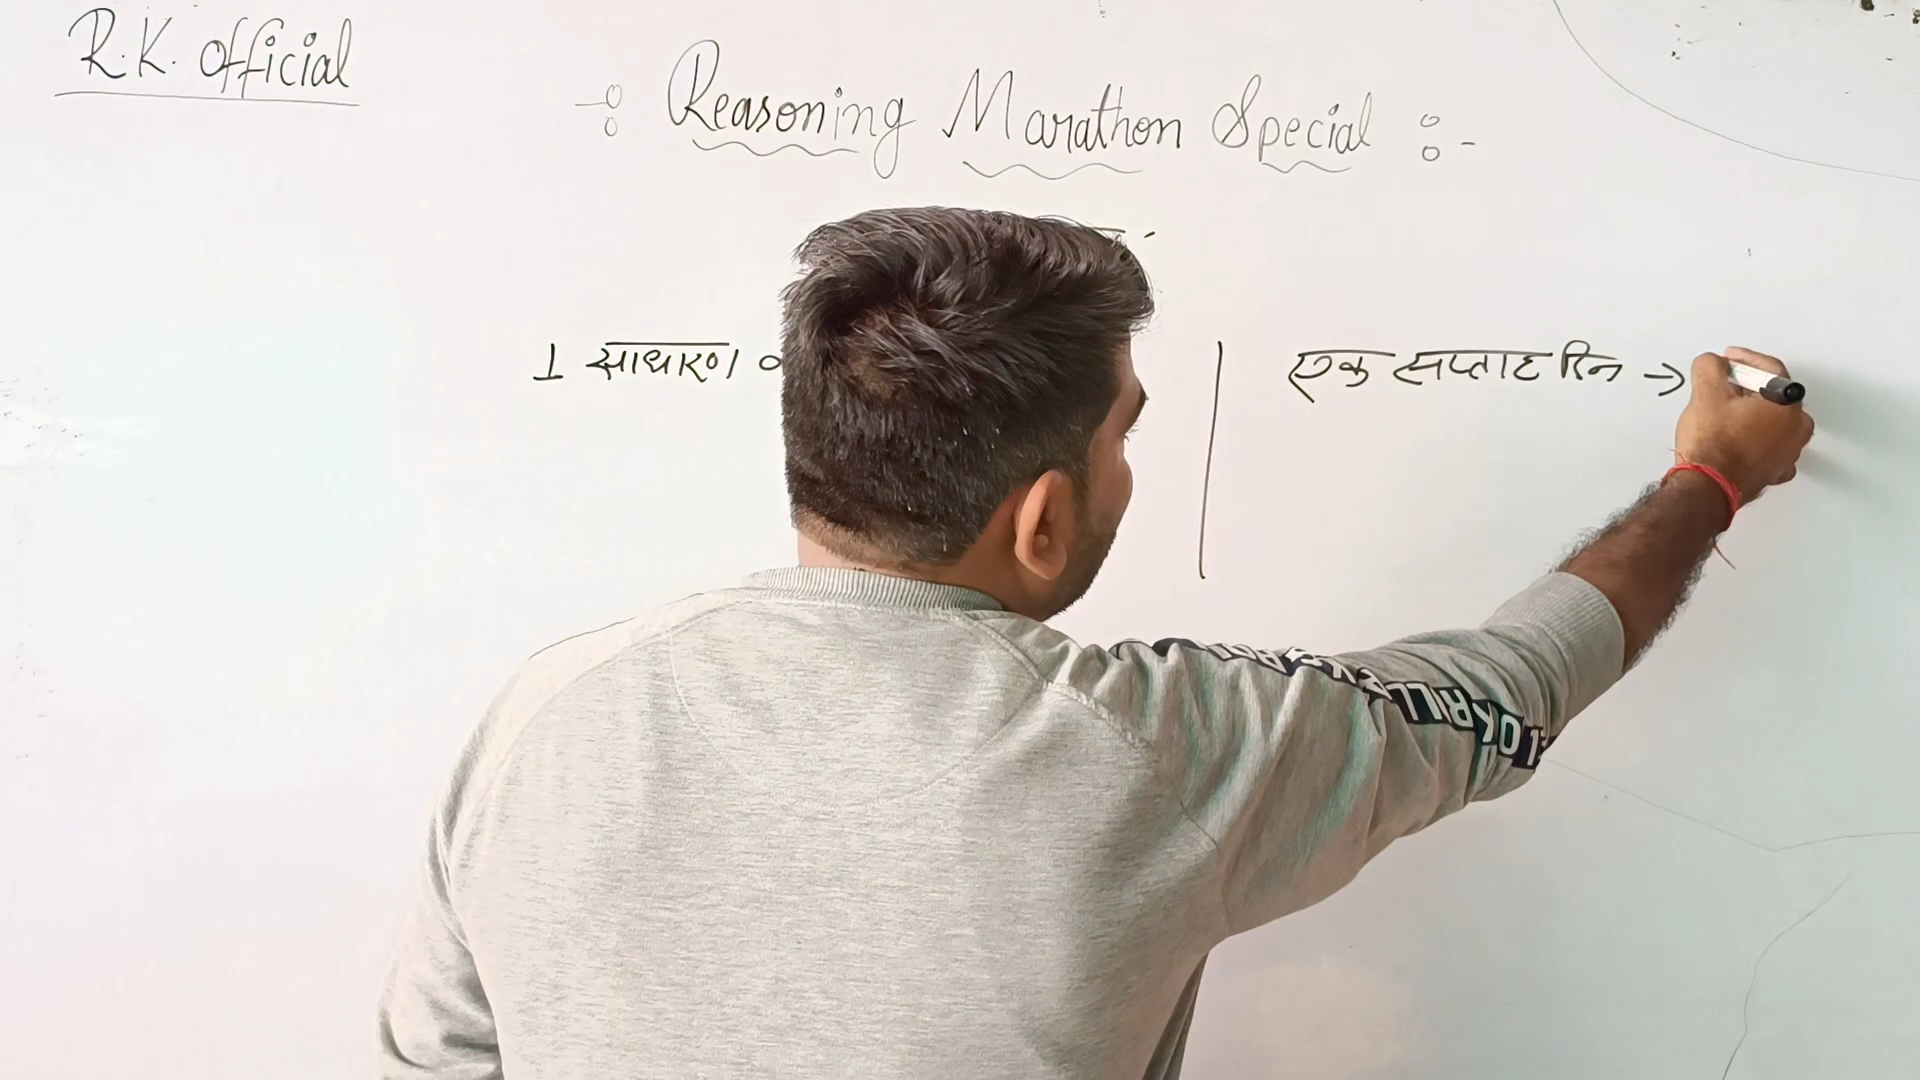 R.K. Official
-: Reasoning Marathon Special :-
1 साधारण
एक सप्ताह दिन →